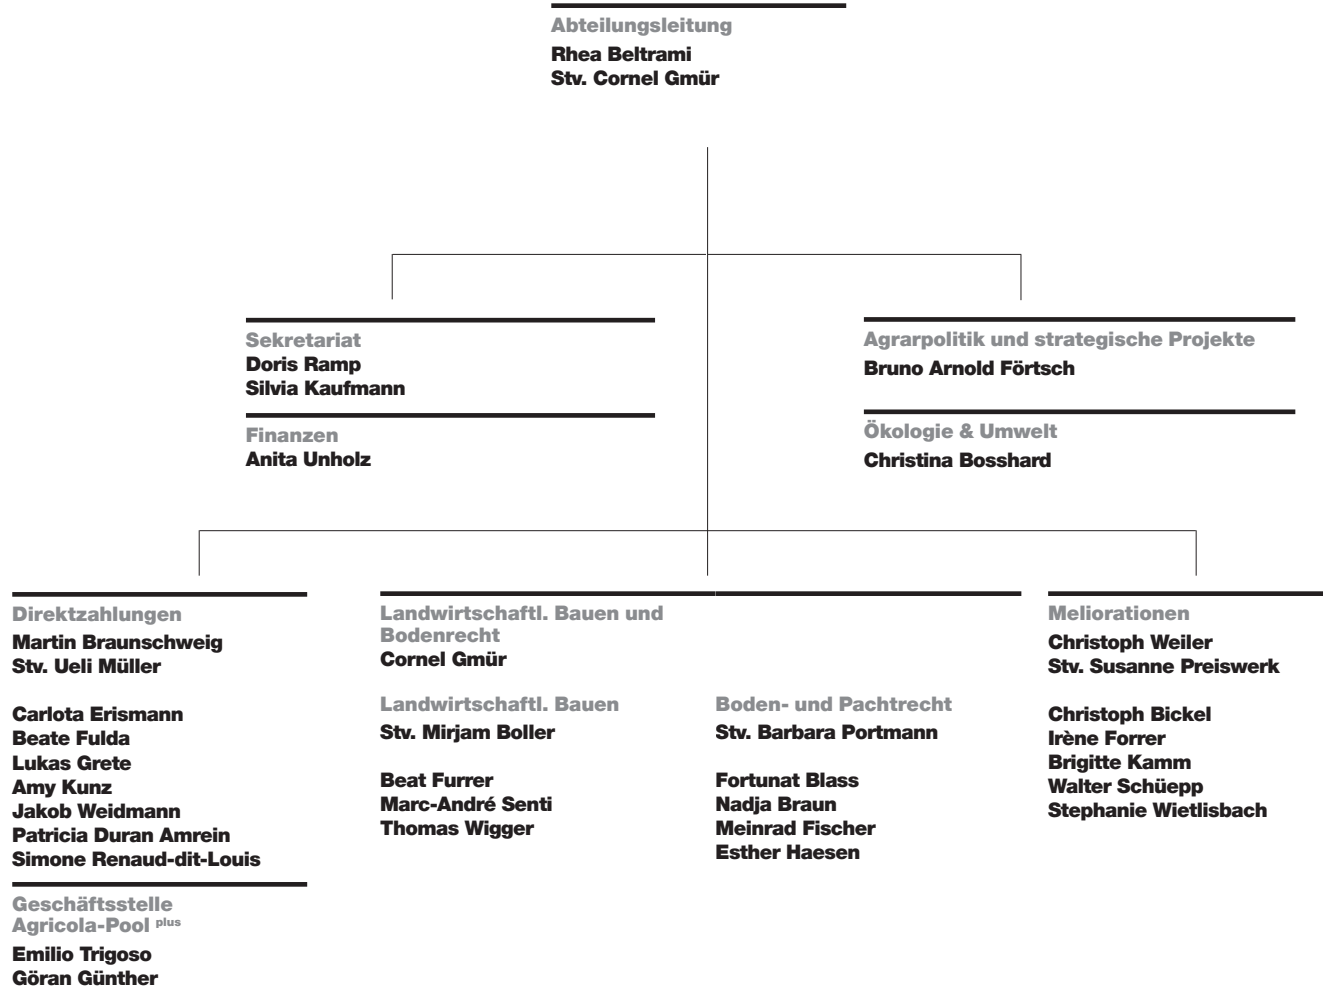 Abteilungsleitung
Rhea Beltrami
Stv. Cornel Gmür
Sekretariat
Doris Ramp
Silvia Kaufmann
Finanzen
Anita Unholz
Agrarpolitik und strategische Projekte
Bruno Arnold Förtsch
Ökologie & Umwelt
Christina Bosshard
Direktzahlungen
Martin Braunschweig
Stv. Ueli Müller
Carlota Erismann
Beate Fulda
Lukas Grete
Amy Kunz
Jakob Weidmann
Patricia Duran Amrein
Simone Renaud-dit-Louis
Geschäftsstelle
Agricola-Pool plus
Emilio Trigoso
Göran Günther
Landwirtschaftl. Bauen und
Bodenrecht
Cornel Gmür
Landwirtschaftl. Bauen
Stv. Mirjam Boller
Beat Furrer
Marc-André Senti
Thomas Wigger
Boden- und Pachtrecht
Stv. Barbara Portmann
Fortunat Blass
Nadja Braun
Meinrad Fischer
Esther Haesen
Meliorationen
Christoph Weiler
Stv. Susanne Preiswerk
Christoph Bickel
Irène Forrer
Brigitte Kamm
Walter Schüepp
Stephanie Wietlisbach